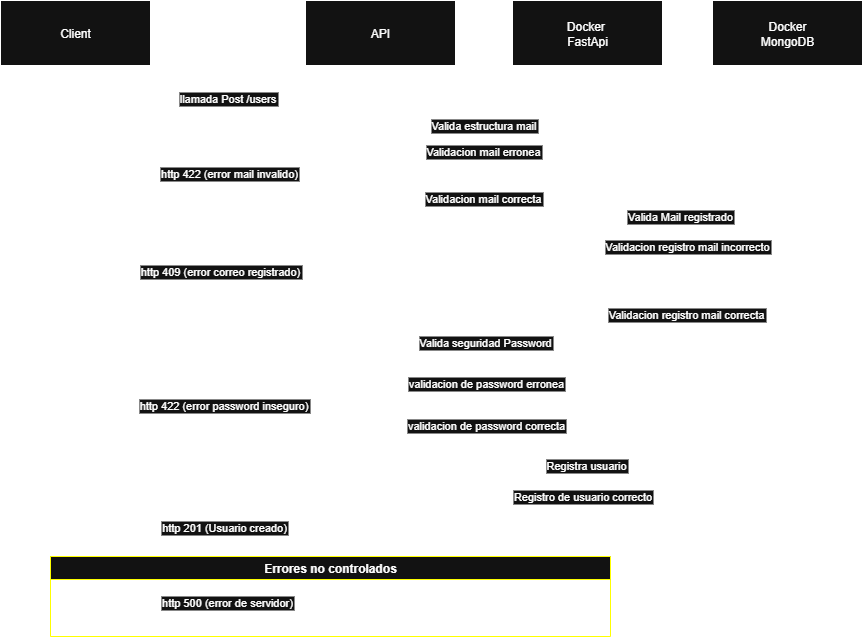 Client
API
Docker
FastApi
Docker
MongoDB
llamada Post /users
Valida estructura mail
Validacion mail erronea
http 422 (error mail invalido)
Validacion mail correcta
Valida Mail registrado
Validacion registro mail incorrecto
http 409 (error correo registrado)
Validacion registro mail correcta
Valida seguridad Password
validacion de password erronea
http 422 (error password inseguro)
validacion de password correcta
Registra usuario
Registro de usuario correcto
http 201 (Usuario creado)
Errores no controlados
http 500 (error de servidor)